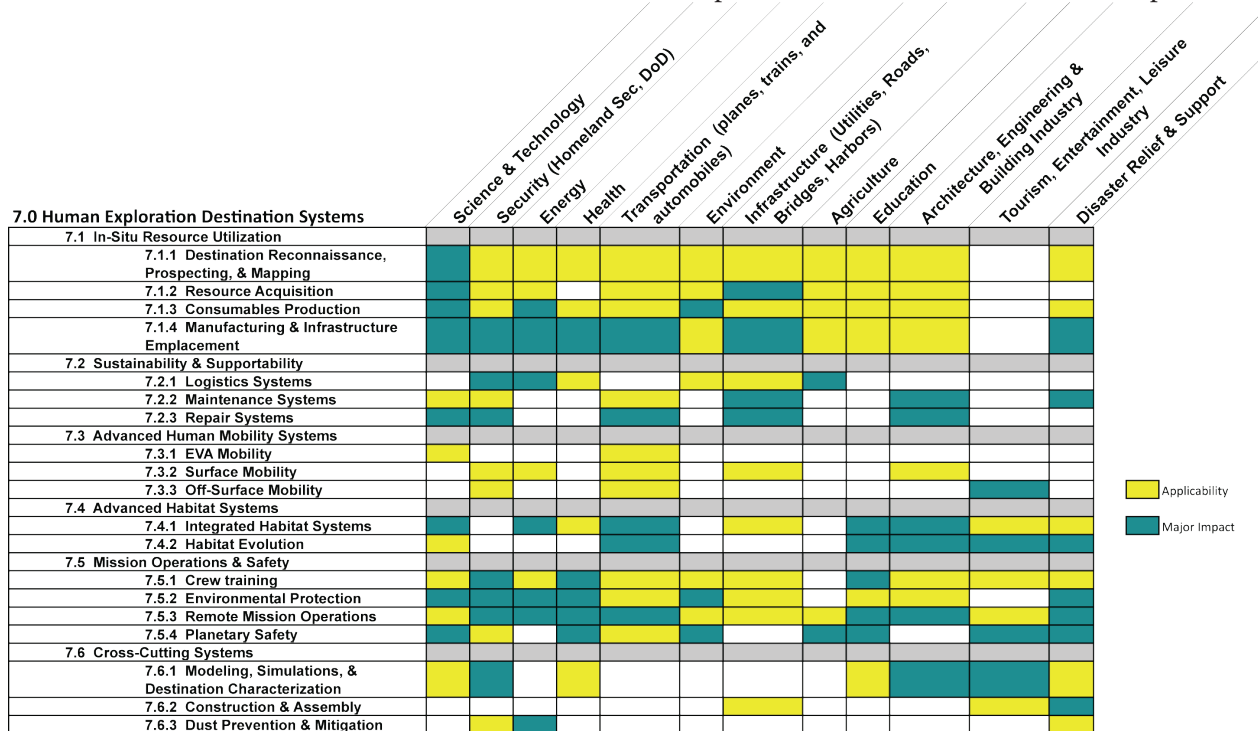 Science & Technology
Security (Homeland Sec, DoD)
Energy
Health
Transportation (planes, trains, and
automobiles)
Environment
Infrastructure (Utilities, Roads,
Bridges, Harbors)
Agriculture
Education
Architecture, Engineering &
Building Industry
Tourism, Entertainment, Leisure
Industry
Disaster Relief & Support
7.0 Human Exploration Destination Systems
7.1 In-Situ Resource Utilization
7.1.1 Destination Reconnaissance,
Prospecting, & Mapping
7.1.2 Resource Acquisition
7.1.3 Consumables Production
7.1.4 Manufacturing & Infrastructure
Emplacement
7.2 Sustainability & Supportability
7.2.1 Logistics Systems
7.2.2 Maintenance Systems
7.2.3 Repair Systems
7.3 Advanced Human Mobility Systems
7.3.1 EVA Mobility
7.3.2 Surface Mobility
7.3.3 Off-Surface Mobility
Applicability
7.4 Advanced Habitat Systems
7.4.1 Integrated Habitat Systems
Major Impact
7.4.2 Habitat Evolution
7.5 Mission Operations & Safety
7.5.1 Crew training
7.5.2 Environmental Protection
7.5.3 Remote Mission Operations
7.5.4 Planetary Safety
7.6 Cross-Cutting Systems
7.6.1 Modeling, Simulations, &
Destination Characterization
7.6.2 Construction & Assembly
7.6.3 Dust Prevention & Mitigation